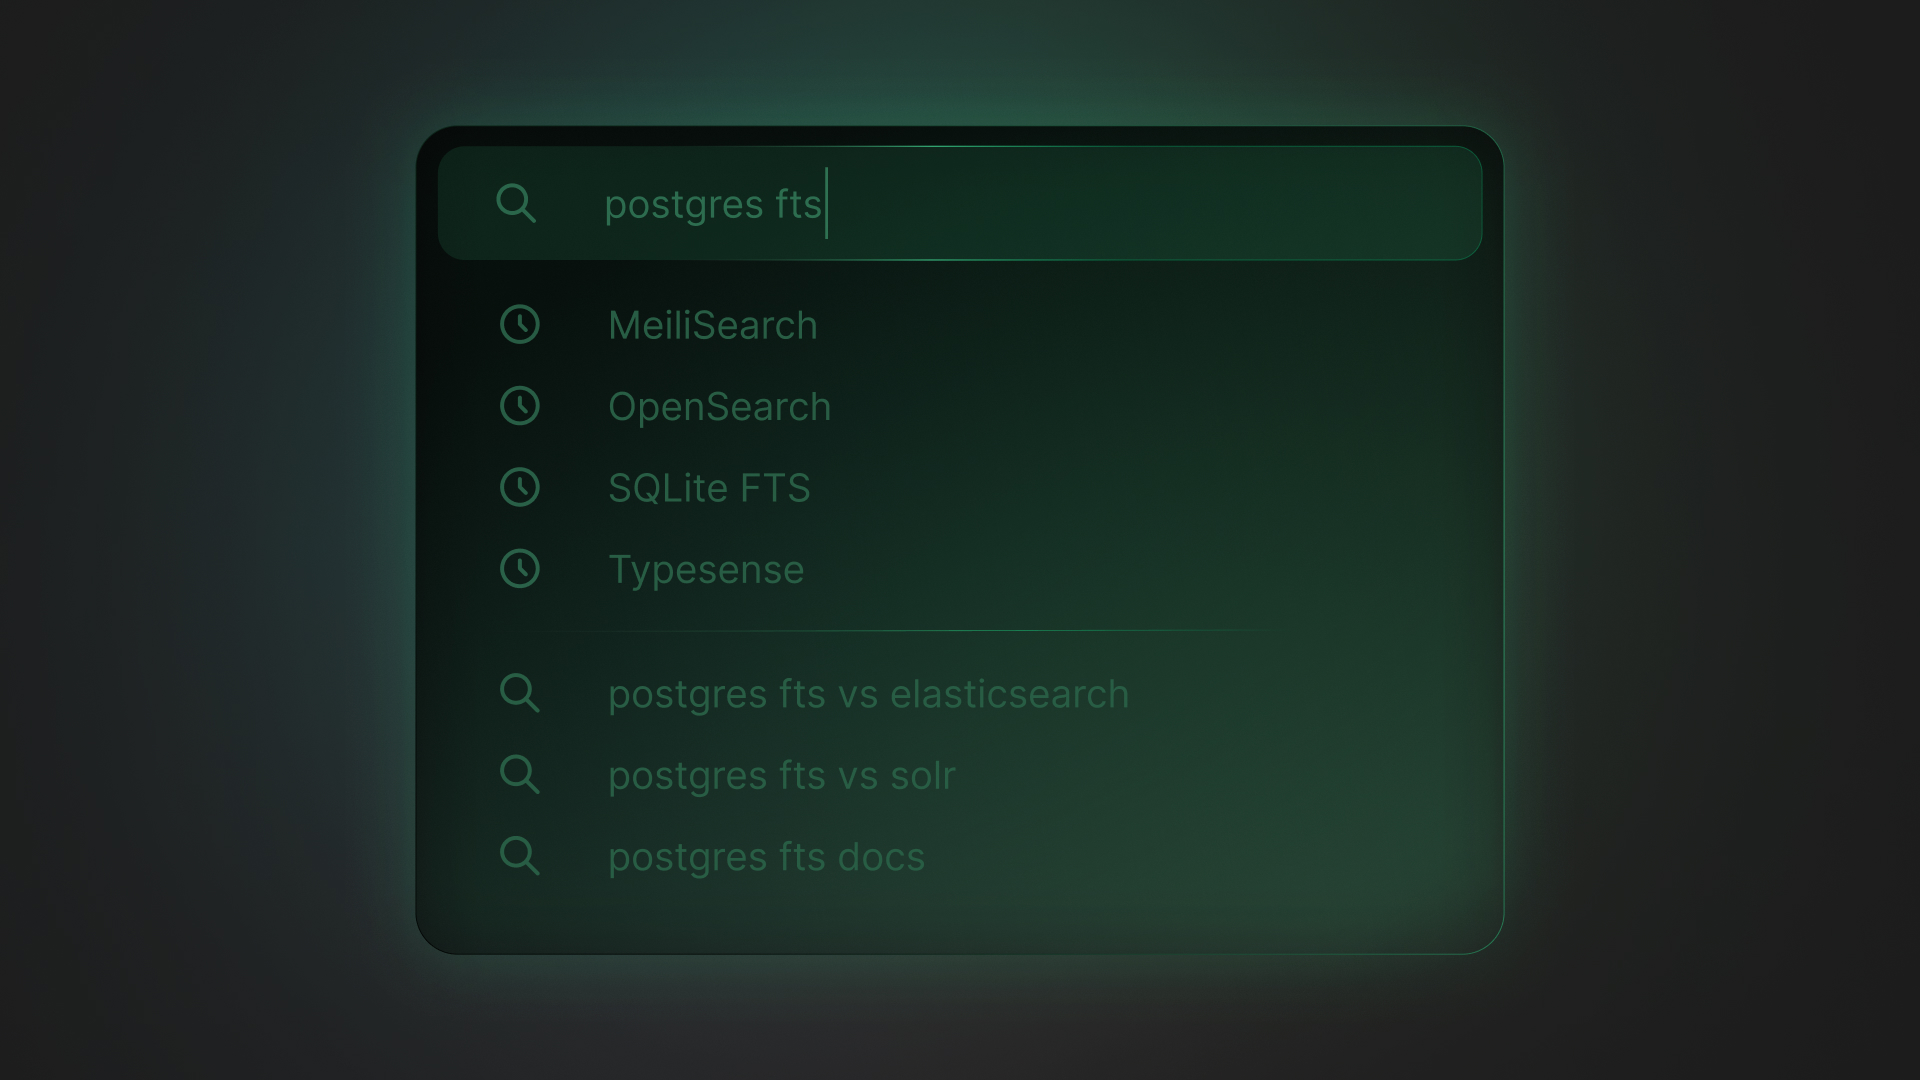 postgres fts
MeiliSearch
OpenSearch
SQLite FTS
Typesense
postgres fts vs elasticsearch
postgres fts vs solr
postgres fts docs